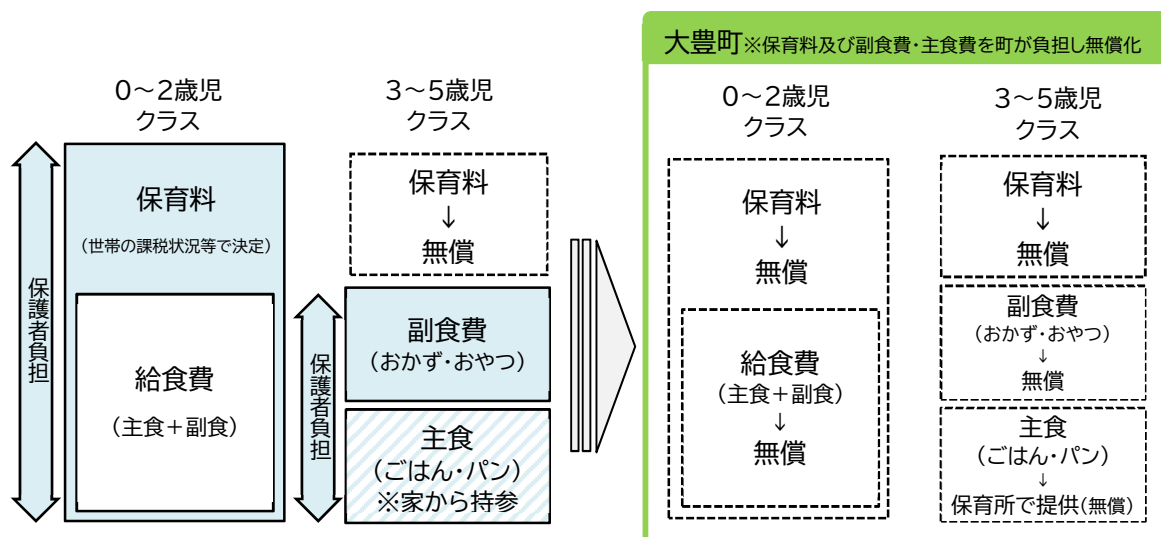 0～2歳児
クラス
保護者負担
保育料
（世帯の課税状況等で決定）
給食費
（主食＋副食）
3～5歳児
クラス
保育料
↓
無償
保護者負担
副食費
（おかず・おやつ）
主食
（ごはん・パン）
※家から持参
大豊町※保育料及び副食費・主食費を町が負担し無償化
0～2歳児
クラス
保育料
↓
無償
給食費
（主食＋副食）
↓
無償
3～5歳児
クラス
保育料
↓
無償
副食費
（おかず・おやつ）
↓
無償
主食
（ごはん・パン）
↓
保育所で提供（無償）